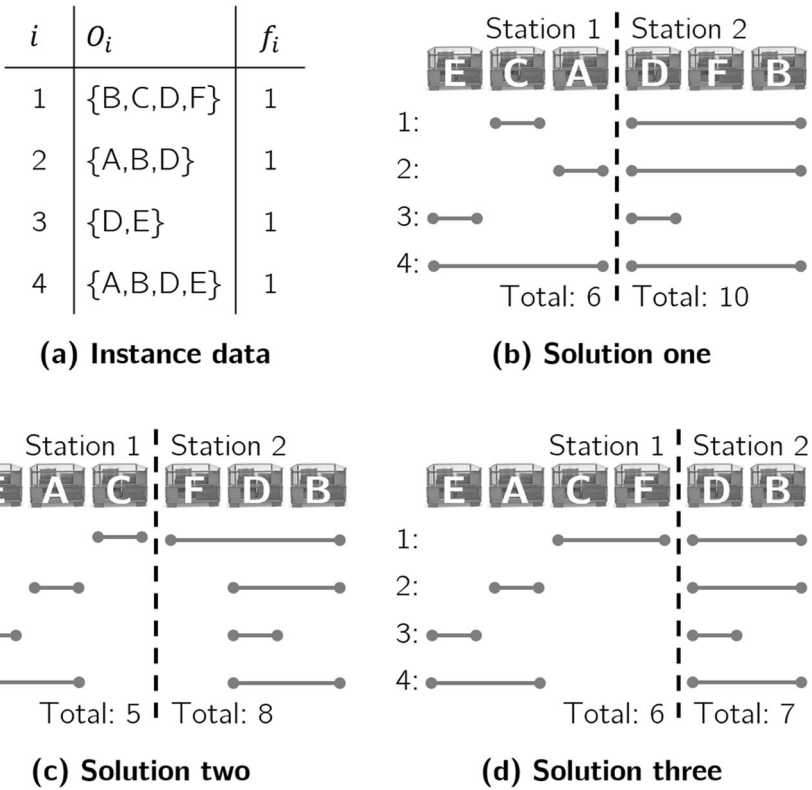 i O_i f_i
1 {B,C,D,F} 1
2 {A,B,D} 1
3 {D,E} 1
4 {A,B,D,E} 1
(a) Instance data
Station 1 Station 2
E C A D F B
1:
2:
3:
4:
Total: 6 Total: 10
(b) Solution one
Station 1 Station 2
E A C F D B
Total: 5 Total: 8
(c) Solution two
Station 1 Station 2
E A C F D B
1:
2:
3:
4:
Total: 6 Total: 7
(d) Solution three